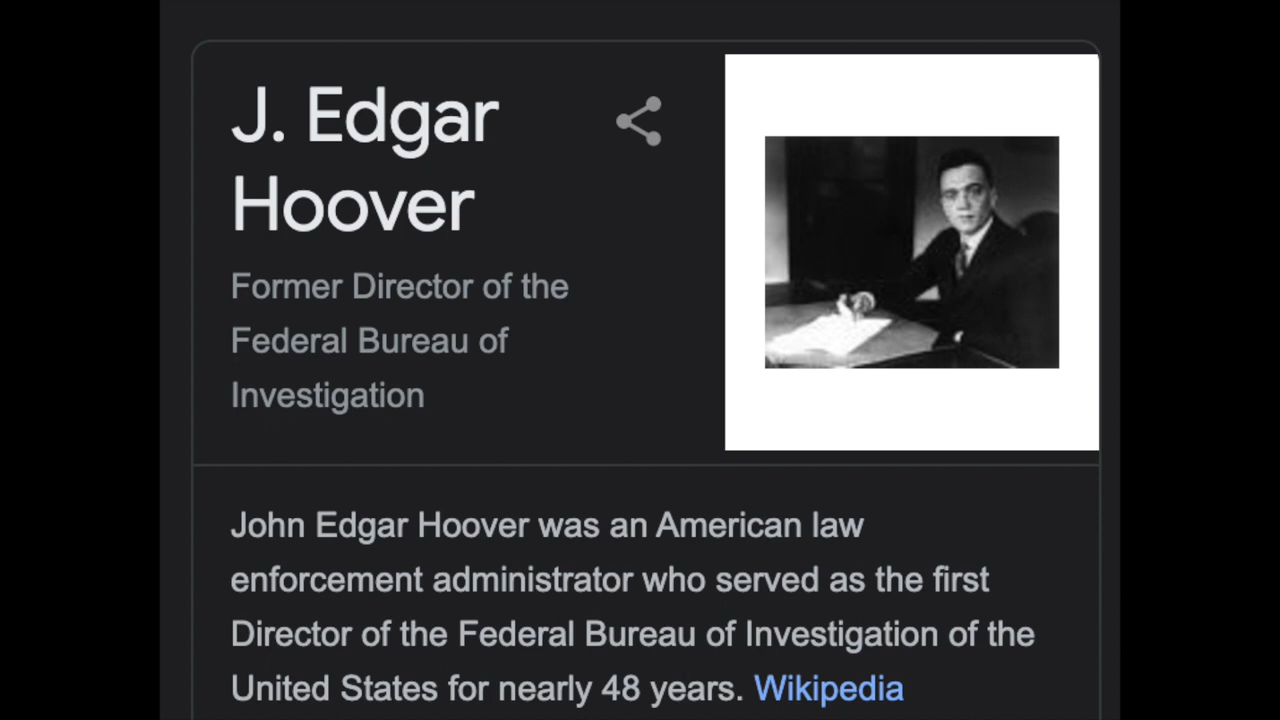 J. Edgar
Hoover
Former Director of the
Federal Bureau of
Investigation
John Edgar Hoover was an American law
enforcement administrator who served as the first
Director of the Federal Bureau of Investigation of the
United States for nearly 48 years. Wikipedia